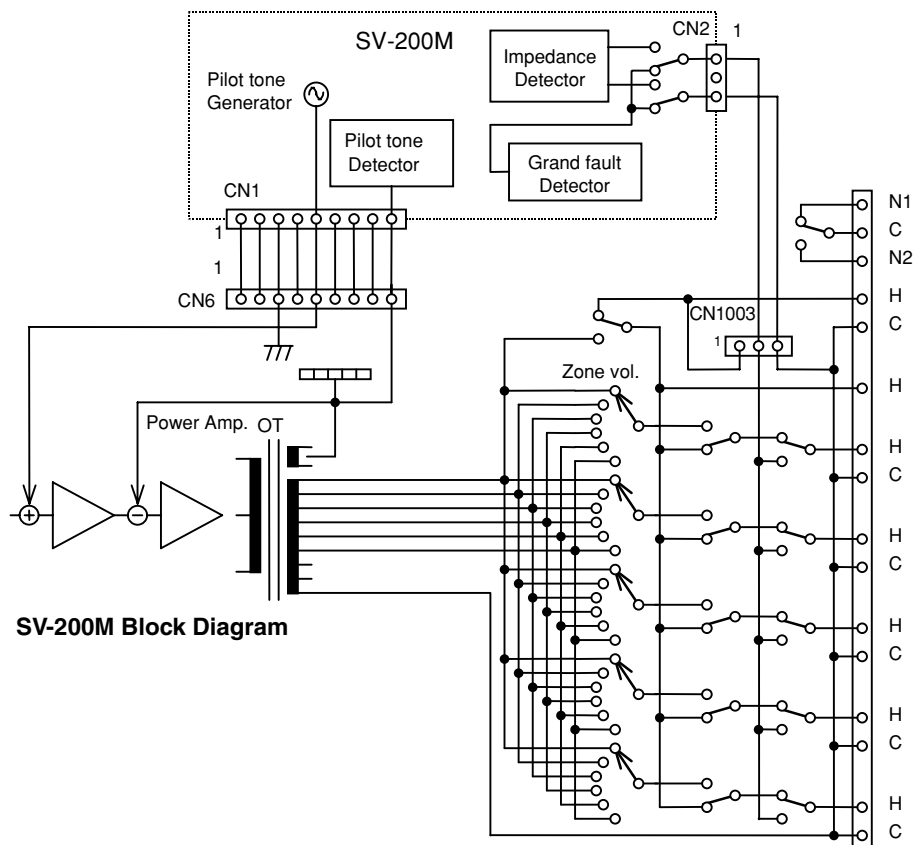 SV-200M
CN2
1
Impedance
Detector
Pilot tone
Generator
Pilot tone
Detector
Grand fault
Detector
CN1
1
1
CN6
N1
C
N2
H
CN1003
C
1
Zone vol.
H
Power Amp.
OT
H
C
H
C
SV-200M Block Diagram
H
C
H
C
H
C